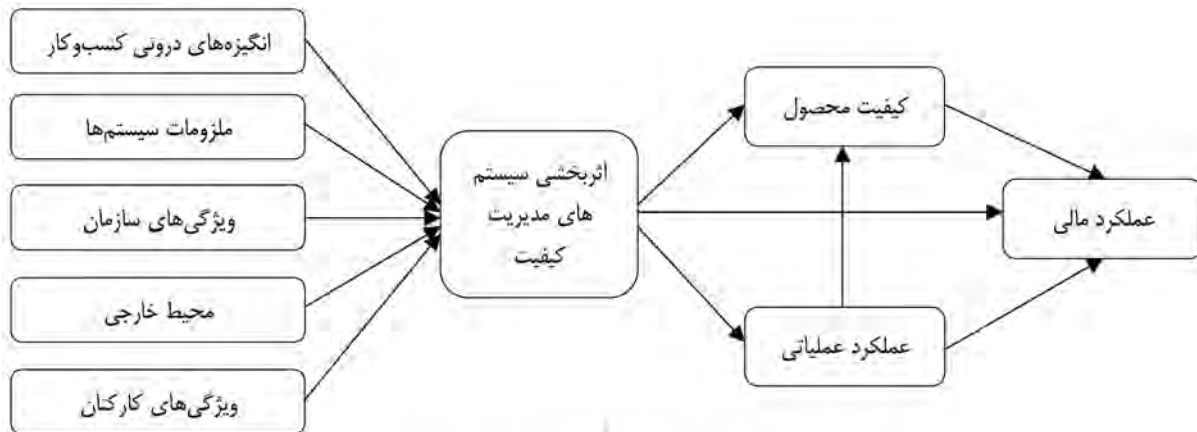 انگیزه‌های درونی کسب‌وکار
ملزومات سیستم‌ها
ویژگی‌های سازمان
محیط خارجی
ویژگی‌های کارکنان
اثربخشی سیستم
های مدیریت
کیفیت
کیفیت محصول
عملکرد عملیاتی
عملکرد مالی